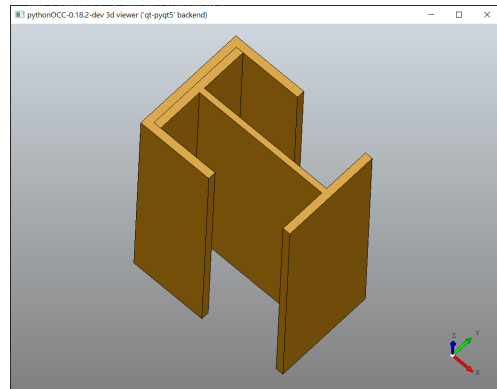 pythonOCC-0.18.2-dev 3d viewer ('qt-pyqt5' backend)
Z
Y
X